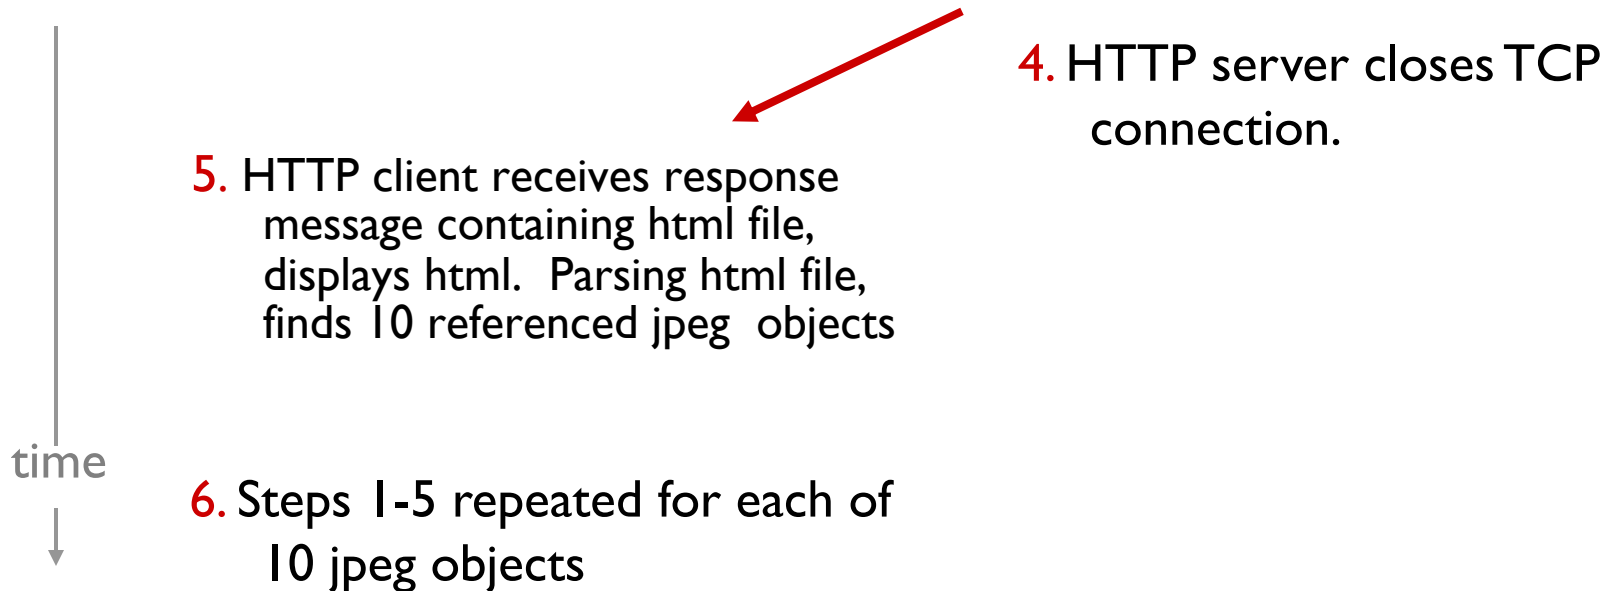 4. HTTP server closes TCP
connection.
5. HTTP client receives response
message containing html file,
displays html.  Parsing html file,
finds 10 referenced jpeg  objects
time
6. Steps 1-5 repeated for each of
10 jpeg objects